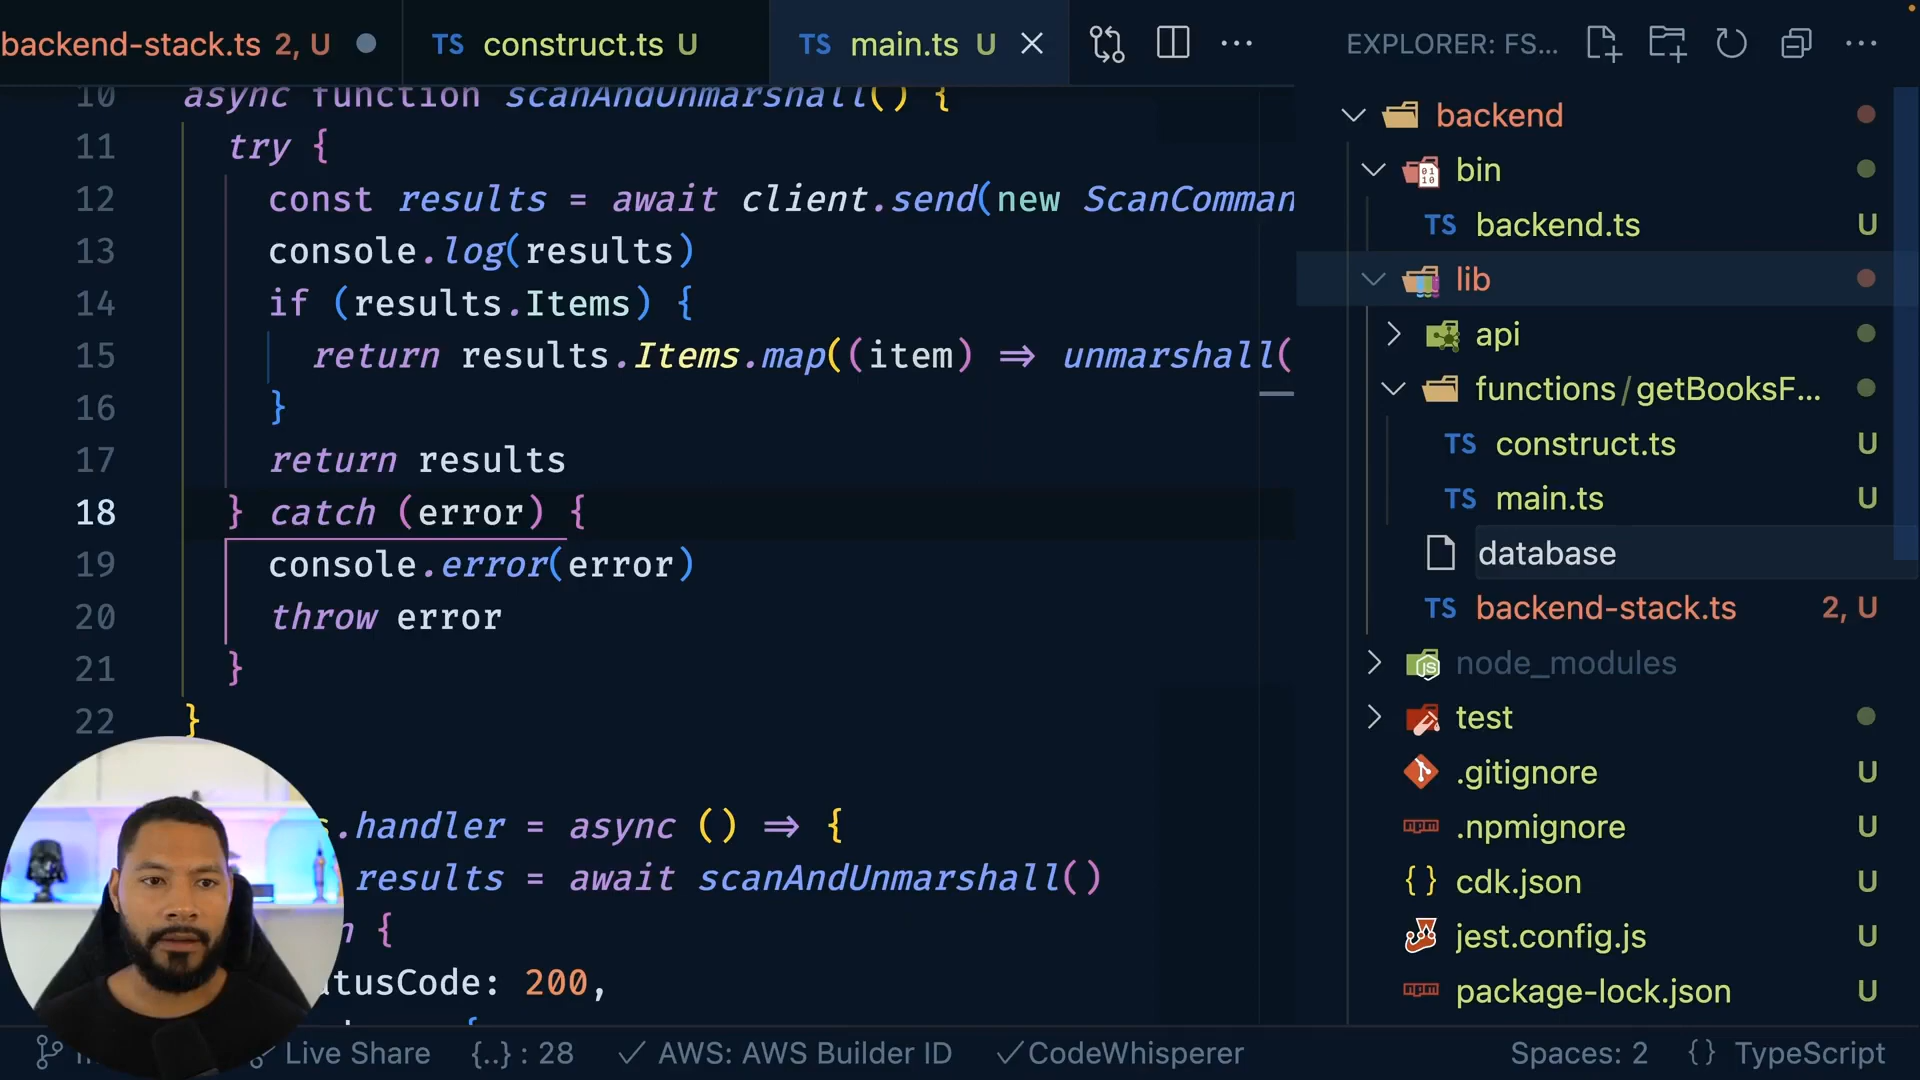 backend-stack.ts 2, U
TS construct.ts U
TS main.ts U
EXPLORER: FS...
10 async function scanAndUnmarshall() {
11 try {
12 const results = await client.send(new ScanComman
13 console.log(results)
14 if (results.Items) {
15 return results.Items.map((item) => unmarshall(
16 }
17 return results
18 } catch (error) {
19 console.error(error)
20 throw error
21 }
22 }
.handler = async () => {
results = await scanAndUnmarshall()
{
tusCode: 200,
backend
bin
TS backend.ts U
lib
api
functions/getBooksF...
TS construct.ts U
TS main.ts U
database
TS backend-stack.ts 2, U
node_modules
test
.gitignore U
.npmignore U
cdk.json U
jest.config.js U
package-lock.json U
Live Share {..} : 28 AWS: AWS Builder ID CodeWhisperer Spaces: 2 {} TypeScript